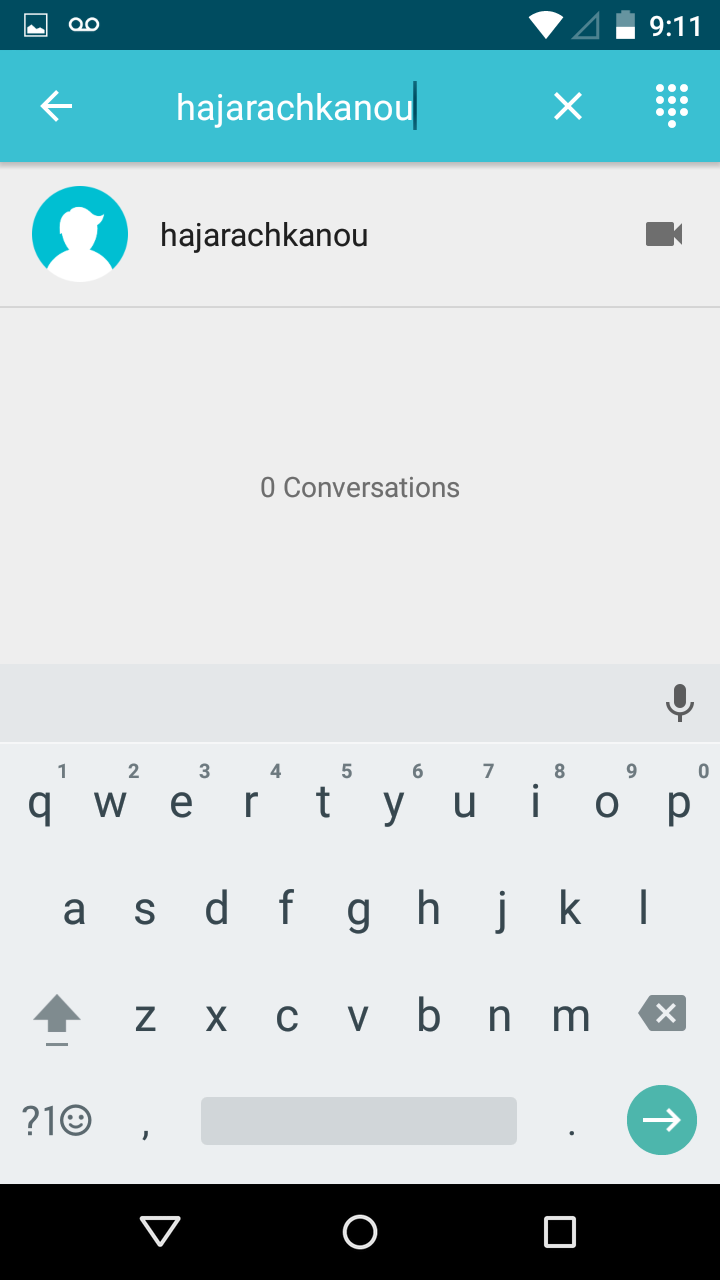 9:11
hajarachkanou
hajarachkanou
0 Conversations
1 2 3 4 5 6 7 8 9 0
q w e r t y u i o p
a s d f g h j k l
z x c v b n m
?1☺ , .